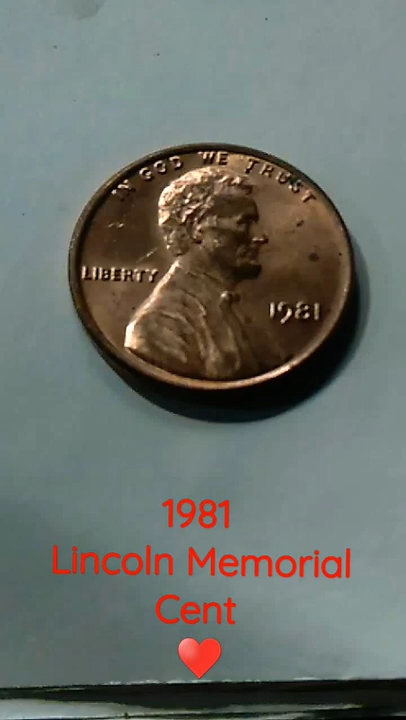 IN GOD WE TRUST
LIBERTY
1981
1981
Lincoln Memorial
Cent
♥